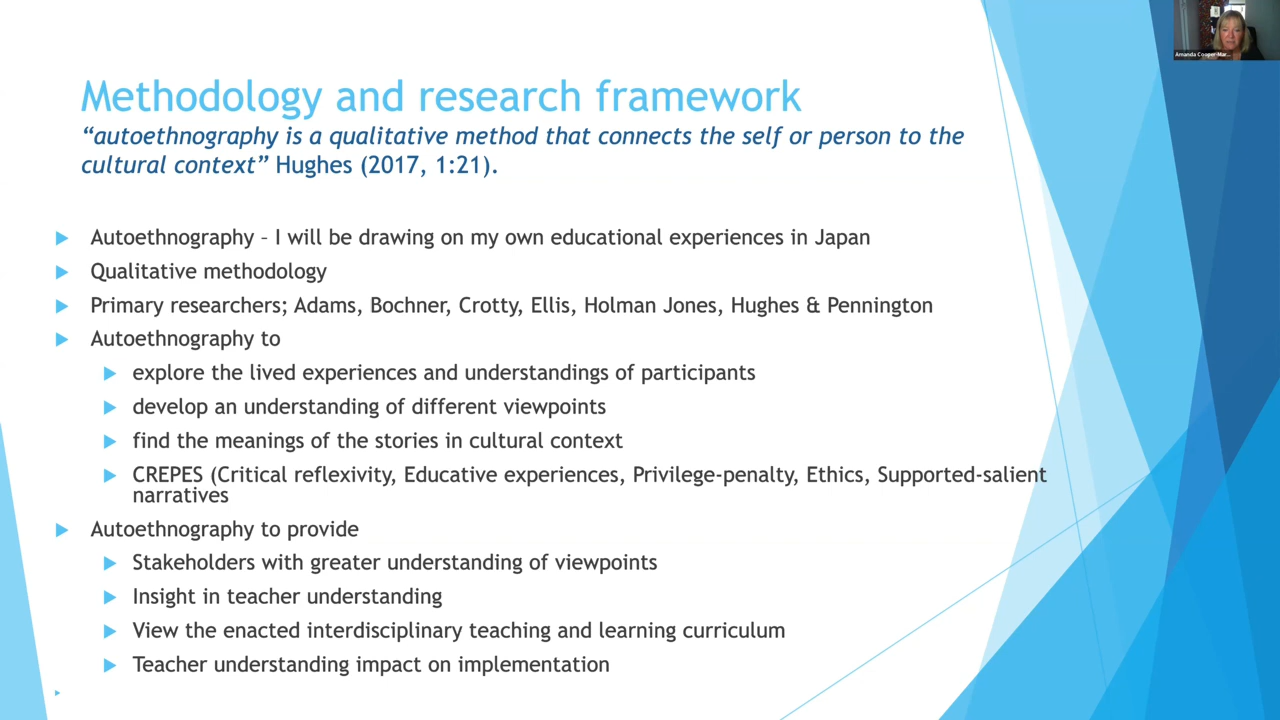 Amanda Cooper-Mar...
Methodology and research framework
“autoethnography is a qualitative method that connects the self or person to the
cultural context” Hughes (2017, 1:21).
Autoethnography – I will be drawing on my own educational experiences in Japan
Qualitative methodology
Primary researchers; Adams, Bochner, Crotty, Ellis, Holman Jones, Hughes & Pennington
Autoethnography to
explore the lived experiences and understandings of participants
develop an understanding of different viewpoints
find the meanings of the stories in cultural context
CREPES (Critical reflexivity, Educative experiences, Privilege-penalty, Ethics, Supported-salient
narratives
Autoethnography to provide
Stakeholders with greater understanding of viewpoints
Insight in teacher understanding
View the enacted interdisciplinary teaching and learning curriculum
Teacher understanding impact on implementation